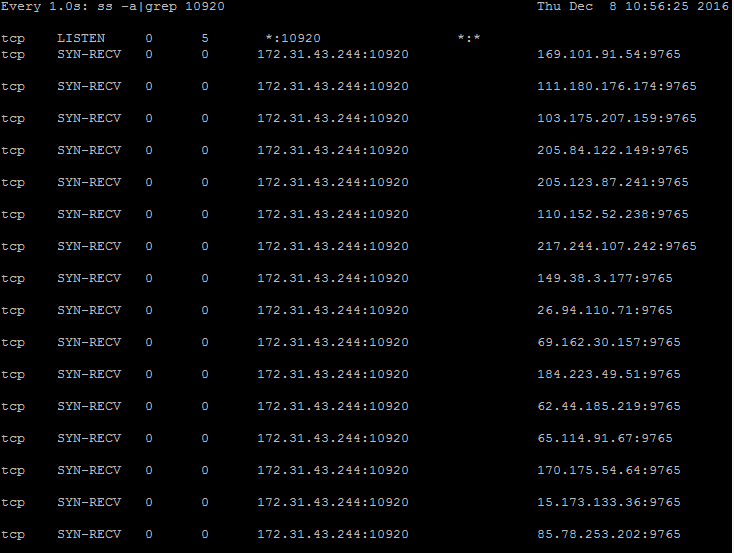 Every 1.0s: ss -a|grep 10920 Thu Dec  8 10:56:25 2016
tcp LISTEN 0 5 *:10920 *:*
tcp SYN-RECV 0 0 172.31.43.244:10920 169.101.91.54:9765
tcp SYN-RECV 0 0 172.31.43.244:10920 111.180.176.174:9765
tcp SYN-RECV 0 0 172.31.43.244:10920 103.175.207.159:9765
tcp SYN-RECV 0 0 172.31.43.244:10920 205.84.122.149:9765
tcp SYN-RECV 0 0 172.31.43.244:10920 205.123.87.241:9765
tcp SYN-RECV 0 0 172.31.43.244:10920 110.152.52.238:9765
tcp SYN-RECV 0 0 172.31.43.244:10920 217.244.107.242:9765
tcp SYN-RECV 0 0 172.31.43.244:10920 149.38.3.177:9765
tcp SYN-RECV 0 0 172.31.43.244:10920 26.94.110.71:9765
tcp SYN-RECV 0 0 172.31.43.244:10920 69.162.30.157:9765
tcp SYN-RECV 0 0 172.31.43.244:10920 184.223.49.51:9765
tcp SYN-RECV 0 0 172.31.43.244:10920 62.44.185.219:9765
tcp SYN-RECV 0 0 172.31.43.244:10920 65.114.91.67:9765
tcp SYN-RECV 0 0 172.31.43.244:10920 170.175.54.64:9765
tcp SYN-RECV 0 0 172.31.43.244:10920 15.173.133.36:9765
tcp SYN-RECV 0 0 172.31.43.244:10920 85.78.253.202:9765